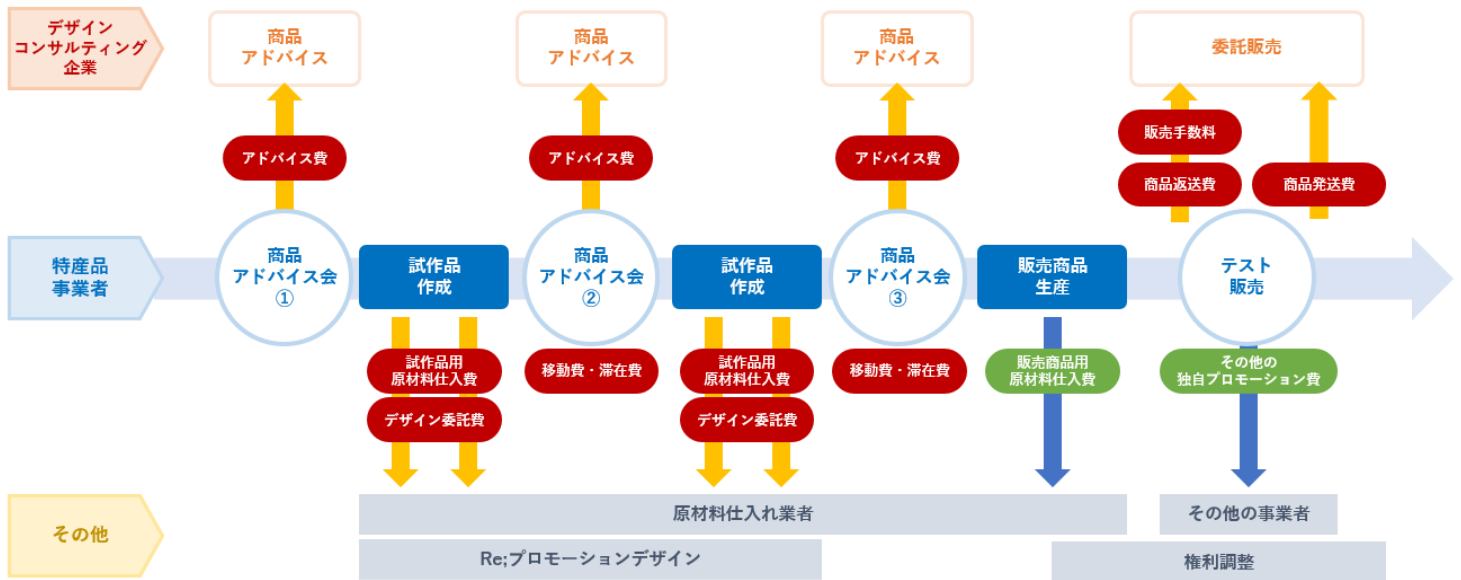 デザイン
コンサルティング
企業
商品
アドバイス
商品
アドバイス
商品
アドバイス
委託販売
アドバイス費
アドバイス費
アドバイス費
販売手数料
商品返送費
商品発送費
特産品
事業者
商品
アドバイス会
①
試作品
作成
商品
アドバイス会
②
試作品
作成
商品
アドバイス会
③
販売商品
生産
テスト
販売
試作品用
原材料仕入費
デザイン委託費
移動費・滞在費
試作品用
原材料仕入費
デザイン委託費
移動費・滞在費
販売商品用
原材料仕入費
その他の
独自プロモーション費
その他
原材料仕入れ業者
その他の事業者
Re;プロモーションデザイン
権利調整